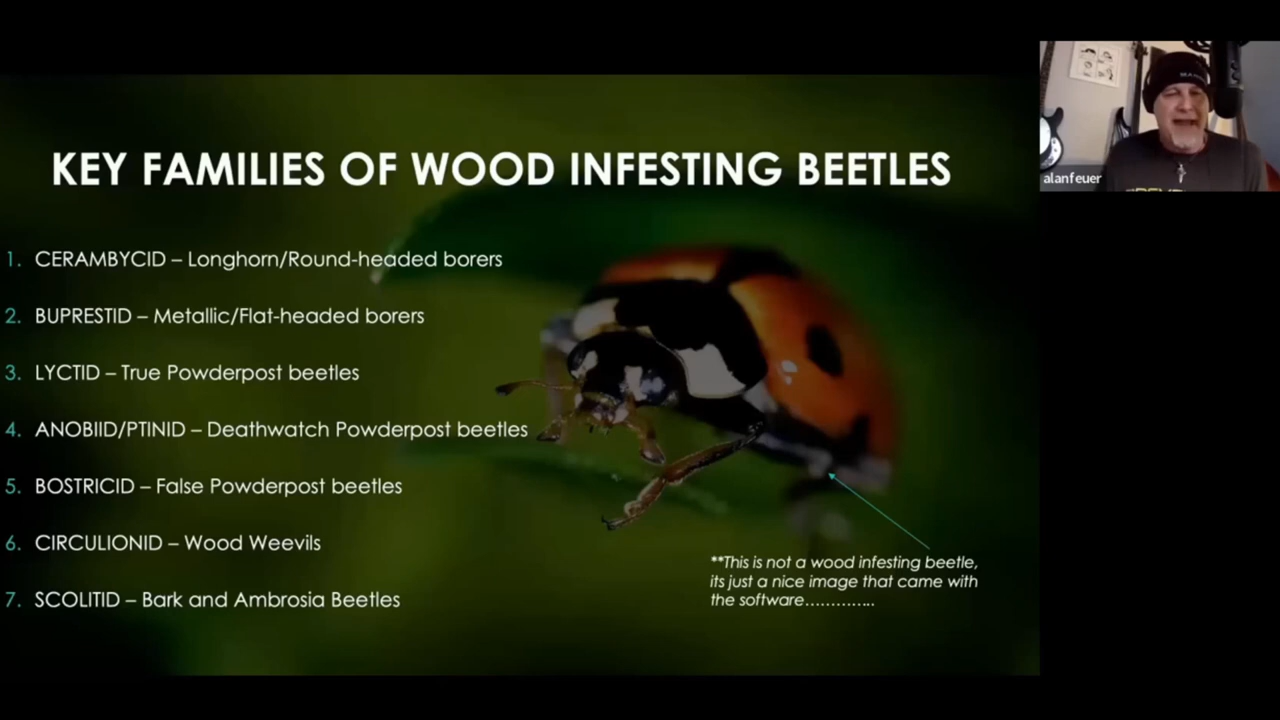 KEY FAMILIES OF WOOD INFESTING BEETLES
1. CERAMBYCID – Longhorn/Round-headed borers
2. BUPRESTID – Metallic/Flat-headed borers
3. LYCTID – True Powderpost beetles
4. ANOBIID/PTINID – Deathwatch Powderpost beetles
5. BOSTRICID – False Powderpost beetles
6. CIRCULIONID – Wood Weevils
7. SCOLITID – Bark and Ambrosia Beetles
**This is not a wood infesting beetle,
its just a nice image that came with
the software..............
alanfeuer